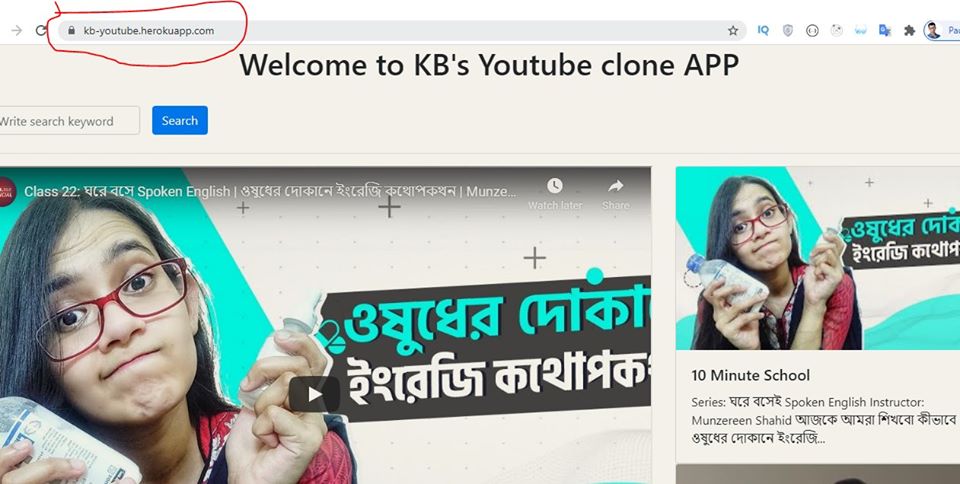 kb-youtube.herokuapp.com
IQ
Welcome to KB's Youtube clone APP
Write search keyword
Search
Class 22: ঘরে বসে Spoken English | ওষুধের দোকানে ইংরেজি কথোপকথন | Munze...
Watch later
Share
ওষুধের দোকা
ইংরেজি কথোপকথ
ওষুধের দোক
ইংরেজি কথোপ
10 Minute School
Series: ঘরে বসেই Spoken English Instructor:
Munzereen Shahid আজকে আমরা শিখবো কীভাবে
ওষুধের দোকানে ইংরেজি...